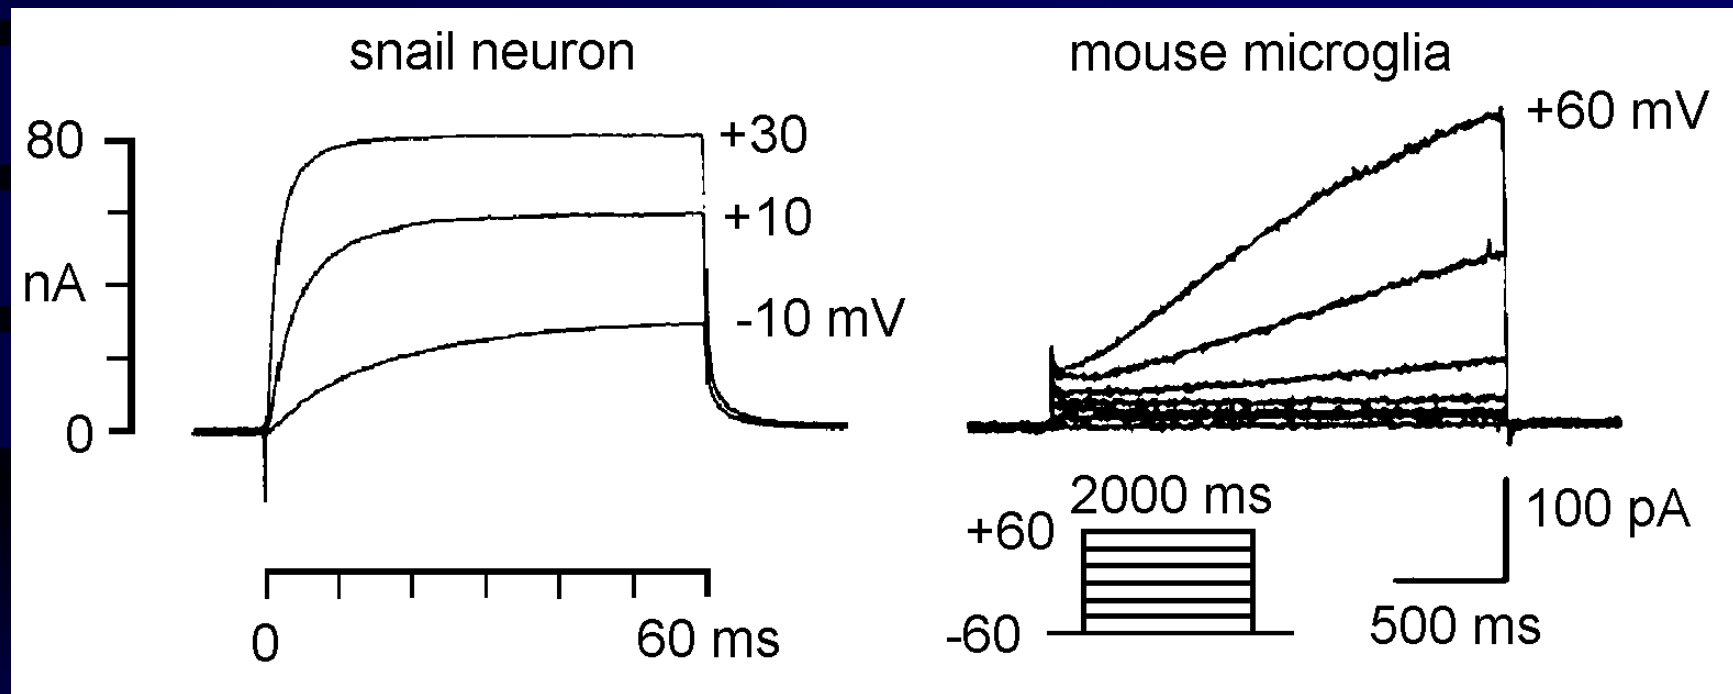 snail neuron
80
nA
0
+30
+10
-10 mV
0
60 ms
mouse microglia
+60 mV
2000 ms
+60
-60
100 pA
500 ms